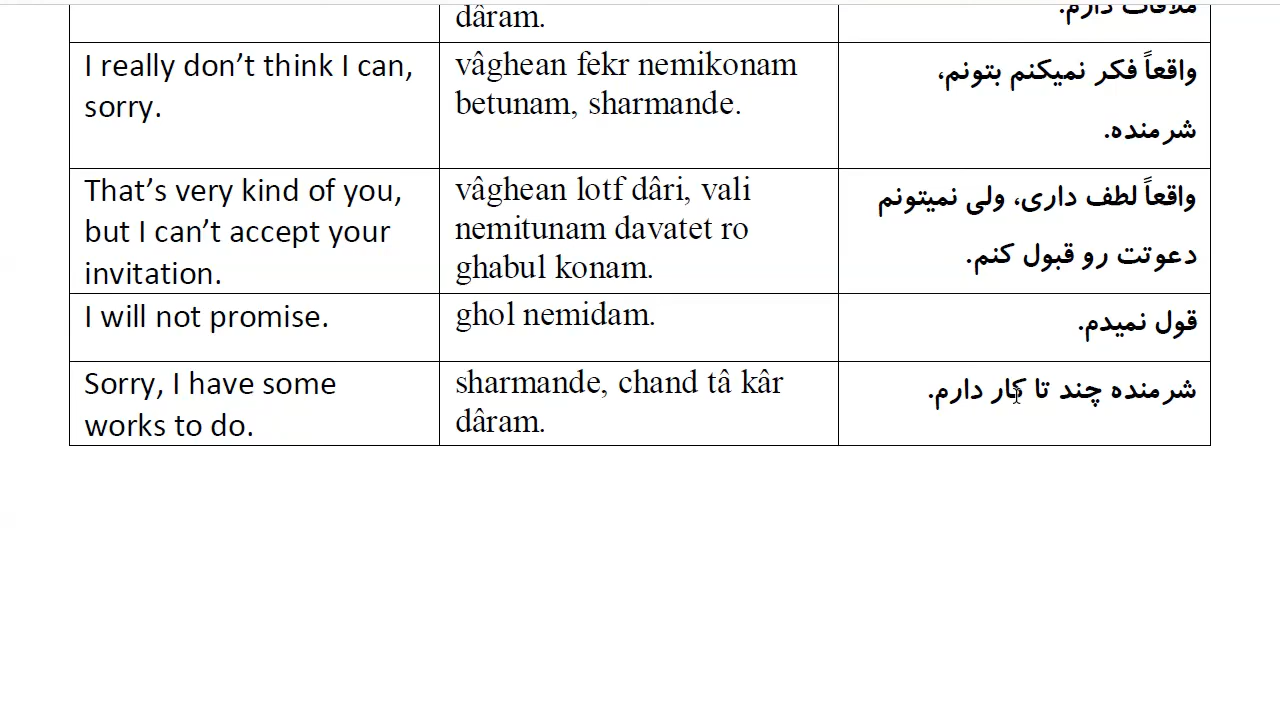 dâram.
ملاقات دارم.
I really don’t think I can,
sorry.
vâghean fekr nemikonam
betunam, sharmande.
واقعاً فکر نمیکنم بتونم،
شرمنده.
That’s very kind of you,
but I can’t accept your
invitation.
vâghean lotf dâri, vali
nemitunam davatet ro
ghabul konam.
واقعاً لطف داری، ولی نمیتونم
دعوتت رو قبول کنم.
I will not promise.
ghol nemidam.
قول نمیدم.
Sorry, I have some
works to do.
sharmande, chand tâ kâr
dâram.
شرمنده چند تا کار دارم.